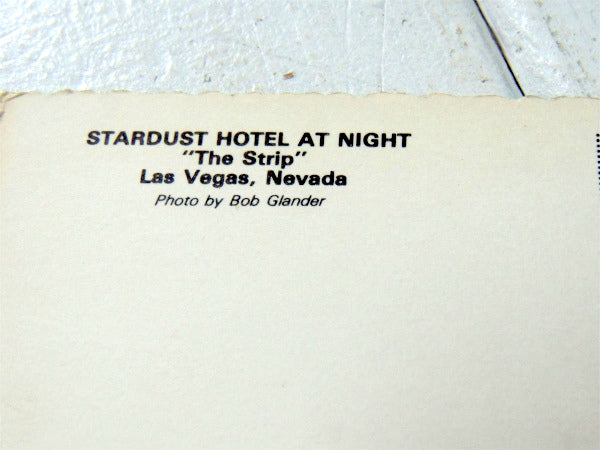 STARDUST HOTEL AT NIGHT
"The Strip"
Las Vegas, Nevada
Photo by Bob Glander